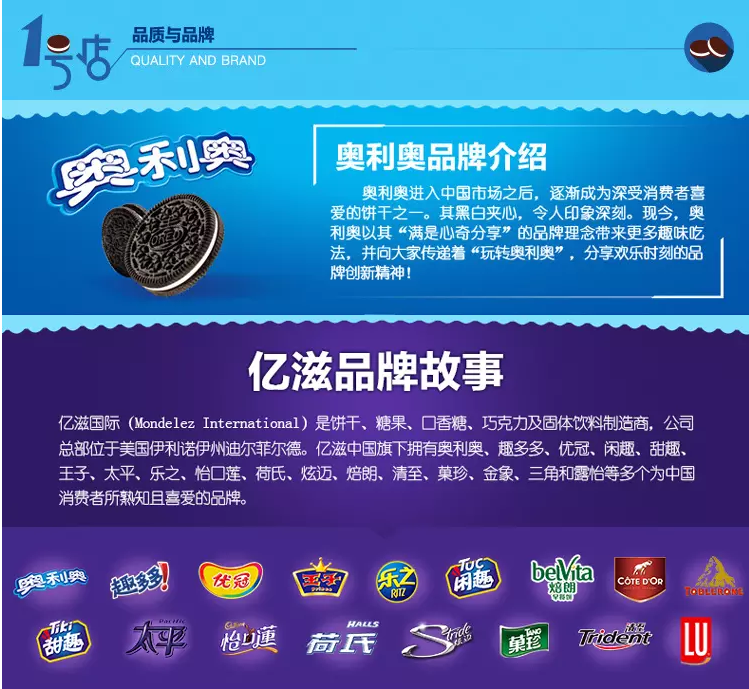 1号店
品质与品牌
QUALITY AND BRAND
奥利奥
OREO
奥利奥品牌介绍
奥利奥进入中国市场之后，逐渐成为深受消费者喜
爱的饼干之一。其黑白夹心，令人印象深刻。现今，奥
利奥以其“满是心奇分享”的品牌理念带来更多趣味吃
法，并向大家传递着“玩转奥利奥”，分享欢乐时刻的品
牌创新精神！
亿滋品牌故事
亿滋国际（Mondelez International）是饼干、糖果、口香糖、巧克力及固体饮料制造商，公司
总部位于美国伊利诺伊州迪尔菲尔德。亿滋中国旗下拥有奥利奥、趣多多、优冠、闲趣、甜趣、
王子、太平、乐之、怡口莲、荷氏、炫迈、焙朗、清至、菓珍、金象、三角和露怡等多个为中国
消费者所熟知且喜爱的品牌。
奥利奥
趣多多!
优冠
王子
Prince
乐之
RITZ
TUC
闲趣
belVita
焙朗
早餐饼
CÔTE D'OR
TOBLERONE
Tiki
甜趣
Pacific
太平
怡口蓮
HALLS
荷氏
Stride
炫迈
TANG
菓珍
清至
Trident
LU